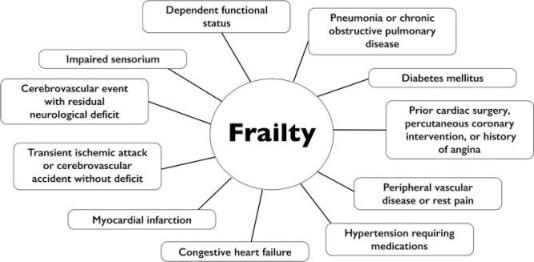 Dependent functional
status
Pneumonia or chronic
obstructive pulmonary
disease
Impaired sensorium
Diabetes mellitus
Cerebrovascular event
with residual
neurological deficit
Prior cardiac surgery,
percutaneous coronary
intervention, or history
of angina
Frailty
Transient ischemic attack
or cerebrovascular
accident without deficit
Peripheral vascular
disease or rest pain
Myocardial infarction
Hypertension requiring
medications
Congestive heart failure